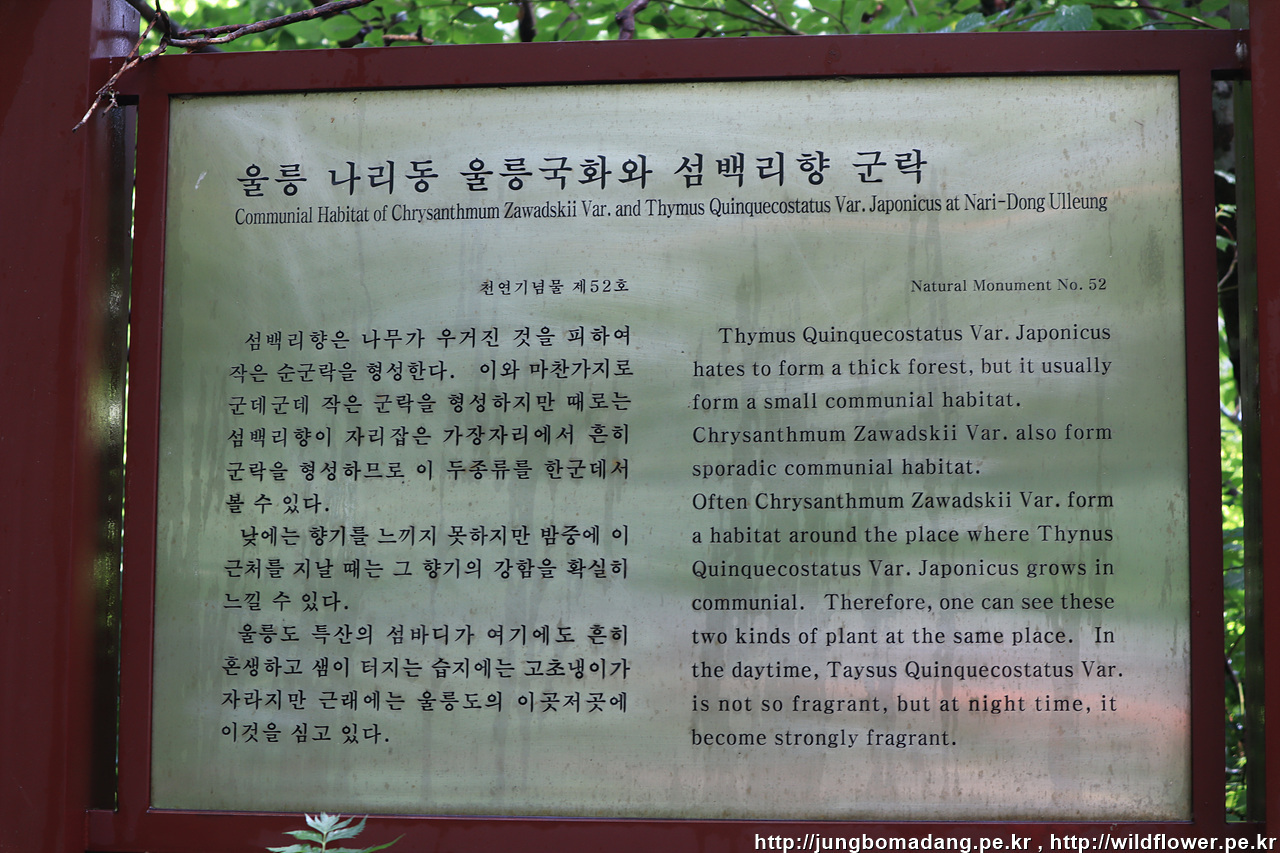 울릉 나리동 울릉국화와 섬백리향 군락
Communial Habitat of Chrysanthmum Zawadskii Var. and Thymus Quinquecostatus Var. Japonicus at Nari-Dong Ulleung
천연기념물 제52호
섬백리향은 나무가 우거진 것을 피하여
작은 순군락을 형성한다. 이와 마찬가지로
군데군데 작은 군락을 형성하지만 때로는
섬백리향이 자리잡은 가장자리에서 흔히
군락을 형성하므로 이 두종류를 한군데서
볼 수 있다.
낮에는 향기를 느끼지 못하지만 밤중에 이
근처를 지날 때는 그 향기의 강함을 확실히
느낄 수 있다.
울릉도 특산의 섬바디가 여기에도 흔히
혼생하고 샘이 터지는 습지에는 고초냉이가
자라지만 근래에는 울릉도의 이곳저곳에
이것을 심고 있다.
Natural Monument No. 52
Thymus Quinquecostatus Var. Japonicus
hates to form a thick forest, but it usually
form a small communial habitat.
Chrysanthmum Zawadskii Var. also form
sporadic communial habitat.
Often Chrysanthmum Zawadskii Var. form
a habitat around the place where Thynus
Quinquecostatus Var. Japonicus grows in
communial. Therefore, one can see these
two kinds of plant at the same place. In
the daytime, Taysus Quinquecostatus Var.
is not so fragrant, but at night time, it
become strongly fragrant.
http://jungbomadang.pe.kr , http://wildflower.pe.kr